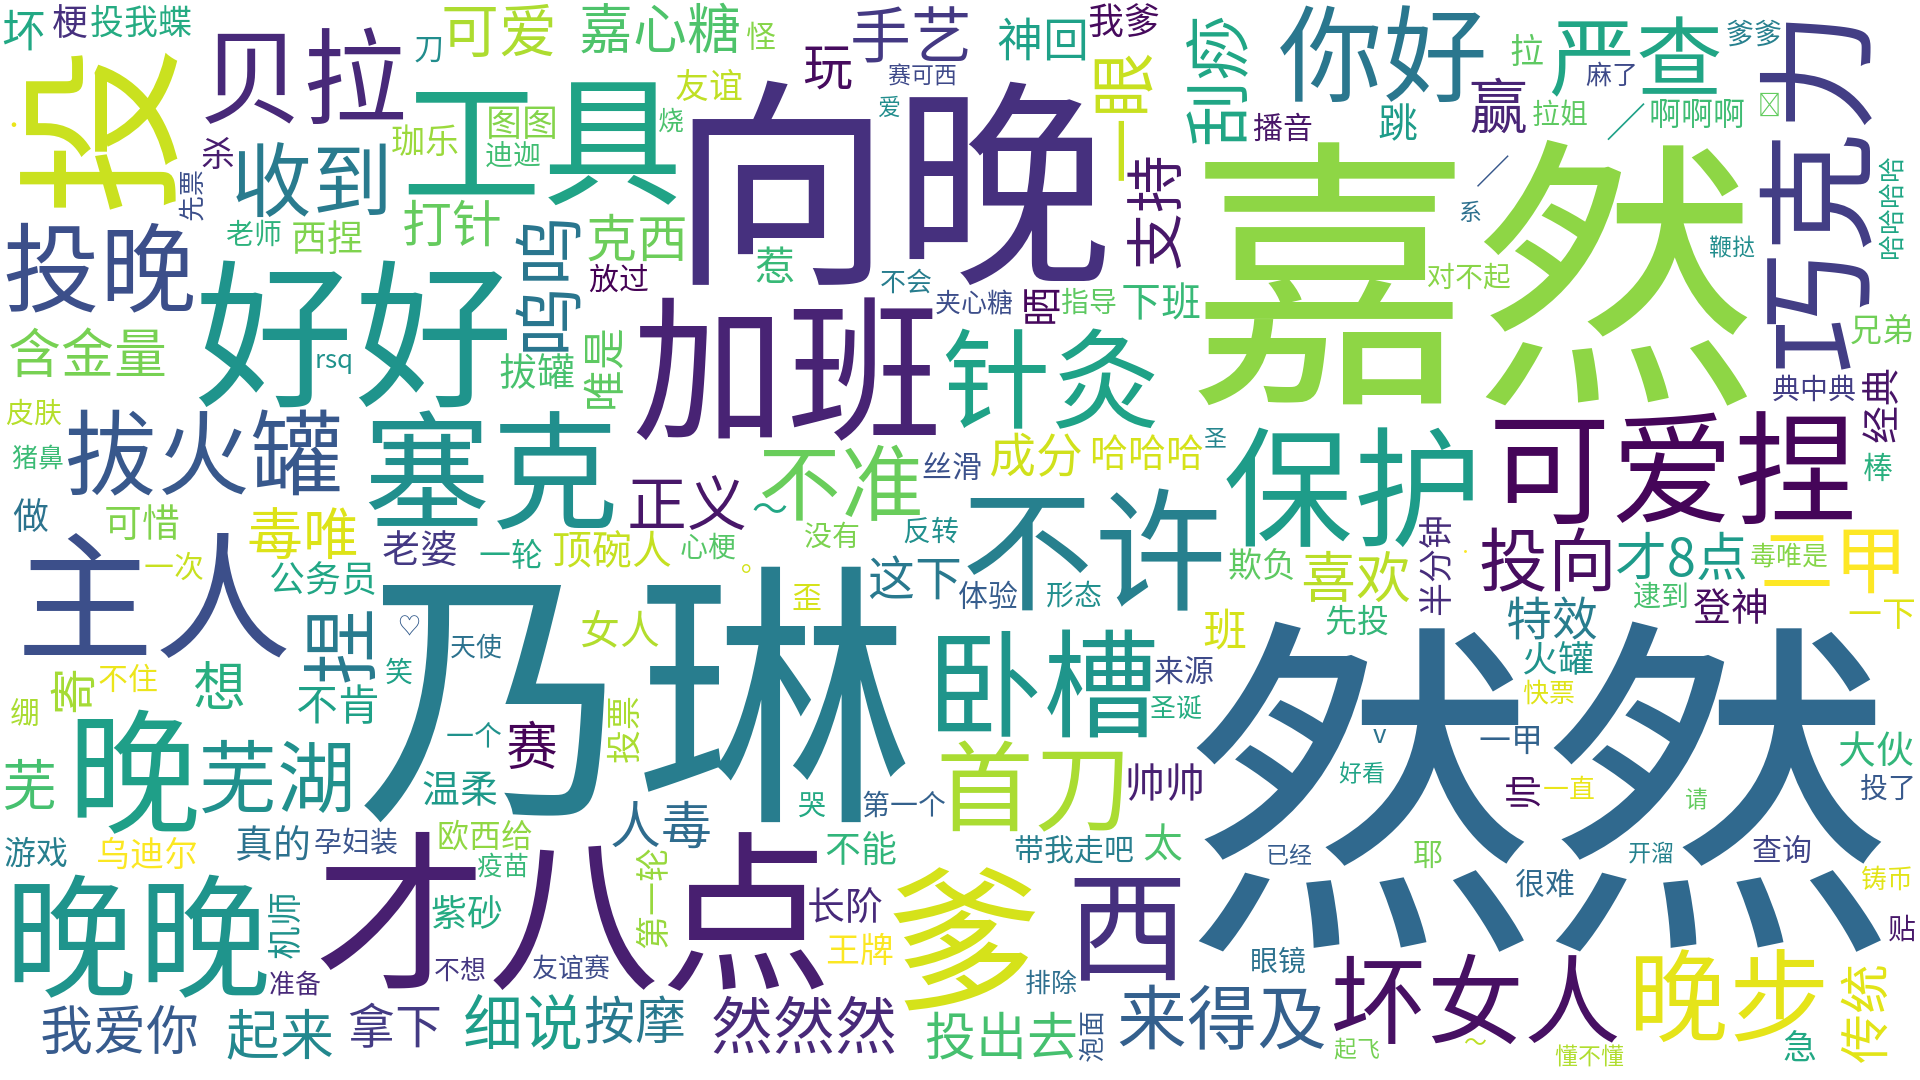 坏 梗 投我蝶
贝拉
刀 可爱
嘉心糖 怪
手艺
神回 我爹
你好
拉 严查
爹爹
巧克力
投
工具
友谊
玩
赛可西
爱
一眼
刮痧
播音
跳
赢
麻了
拉姐
／ 啊啊啊
向晚
嘉然
杀
收到
珈乐
图图
迪迦
烧
先票
老师 西捏
打针
克西
惹
支持
／
系
鞭挞
哈哈哈哈
投晚
好好
呜呜
放过
不会
夹心糖 晒 指导 下班
对不起
兄弟
含金量
rsq
拔罐
唯是
加班
针灸
典中典
经典
皮肤
猪鼻
拔火罐
塞克
正义
不准
丝滑
成分 哈哈哈 圣
保护
可爱捏
棒
做
可惜
毒唯
老婆
一轮
顶碗人 心梗
～
没有
反转
不许
欺负
喜欢
半分钟
投向
才8点
二甲
毒唯是
主人
一次
公务员
。
歪
这下
体验 形态
先投
特效
逮到 登神
一下
捏
♡
天使
乃琳
女人
班
火罐
寄
不住
想
不肯
笑
卧槽
来源
圣诞
然然
快票
绷
晚
芜湖
一个 赛
投票
首刀
v
一甲
大伙
芜
温柔
人毒
哭
第一个
帅帅
好看
帅 一直
请
投了
游戏
乌迪尔
真的 孕妇装
欧西给
疫苗
第一轮
不能
带我走吧 太
已经
耶
开溜
查询
晚晚
机师
才八点
紫砂
长阶
王牌
爹
西
很难
铸币
准备
不想
友谊赛
排除
眼镜
坏女人
晚步
贴
我爱你
起来
拿下
细说
按摩
然然然
投出去
泡面
来得及
起飞
～
懂不懂
急
传统